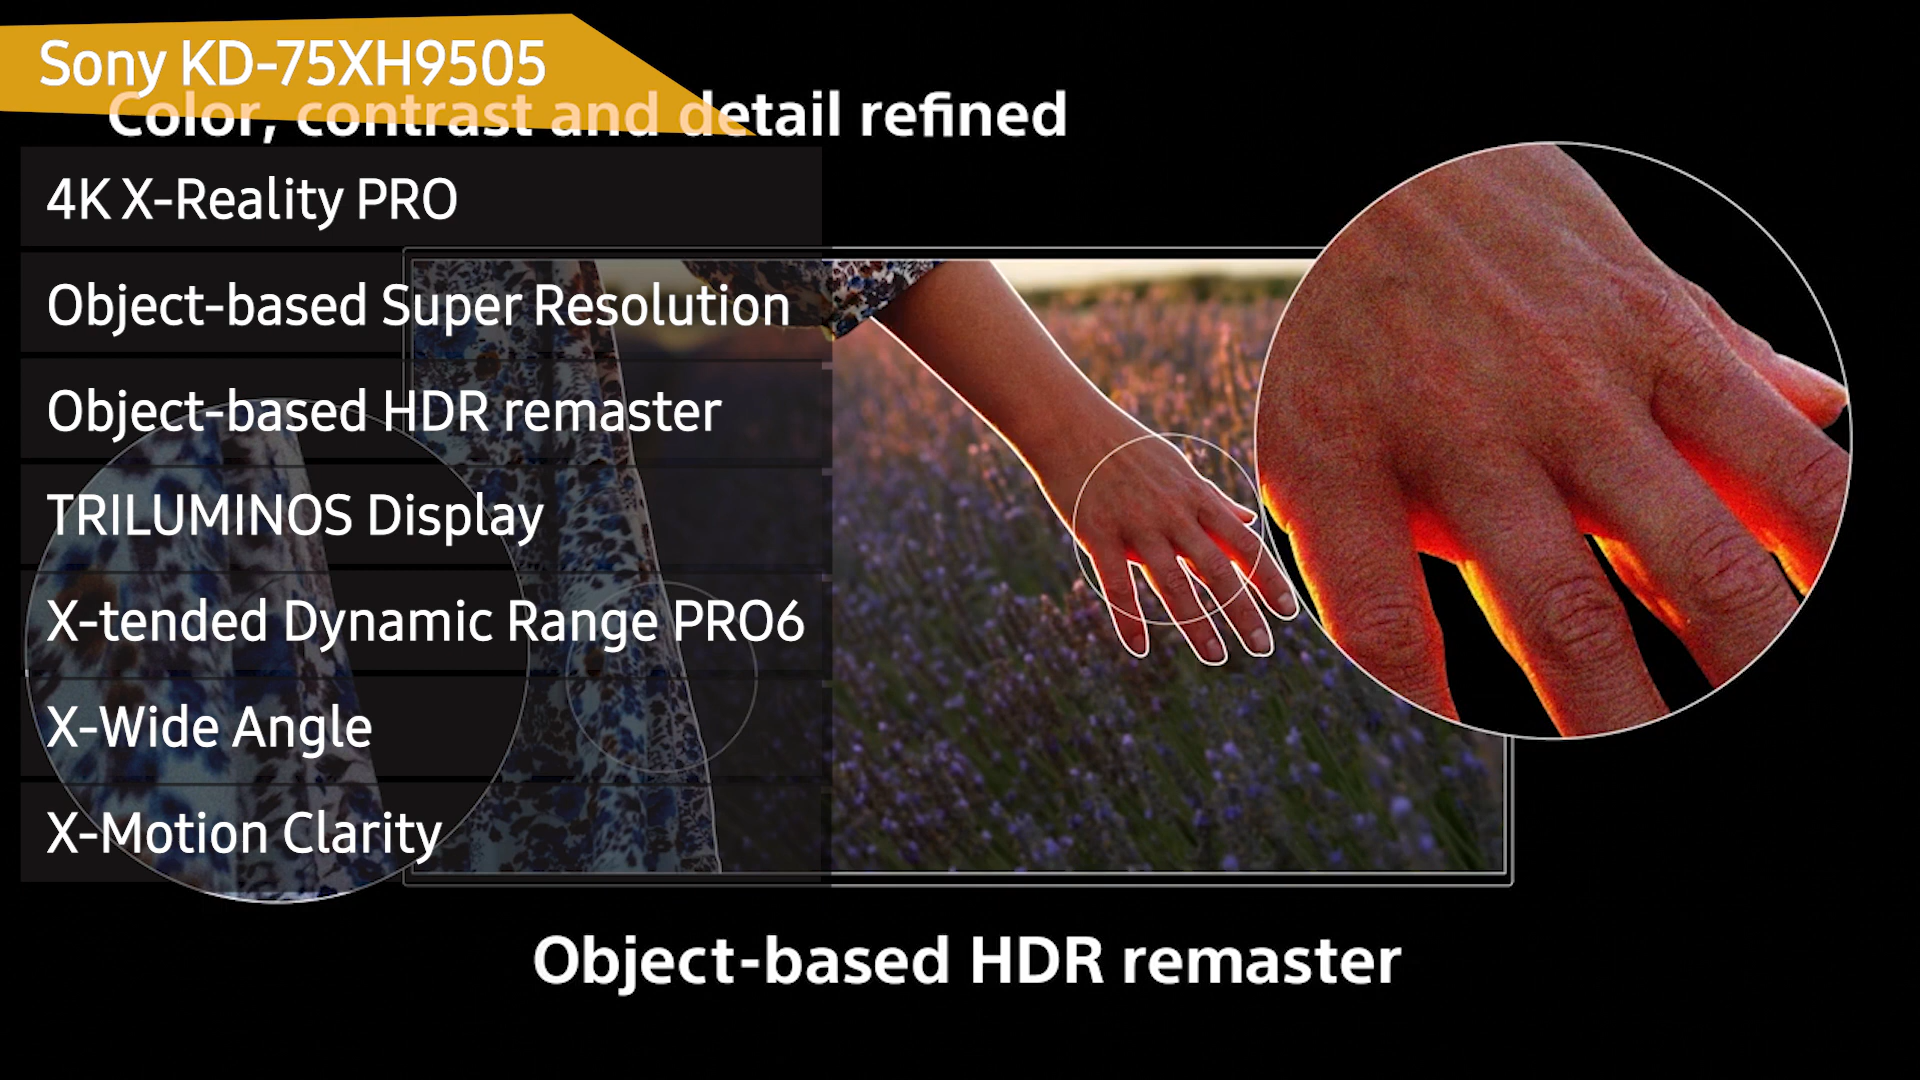 Sony KD-75XH9505
Color, contrast and detail refined
4K X-Reality PRO
Object-based Super Resolution
Object-based HDR remaster
TRILUMINOS Display
X-tended Dynamic Range PRO6
X-Wide Angle
X-Motion Clarity
Object-based HDR remaster